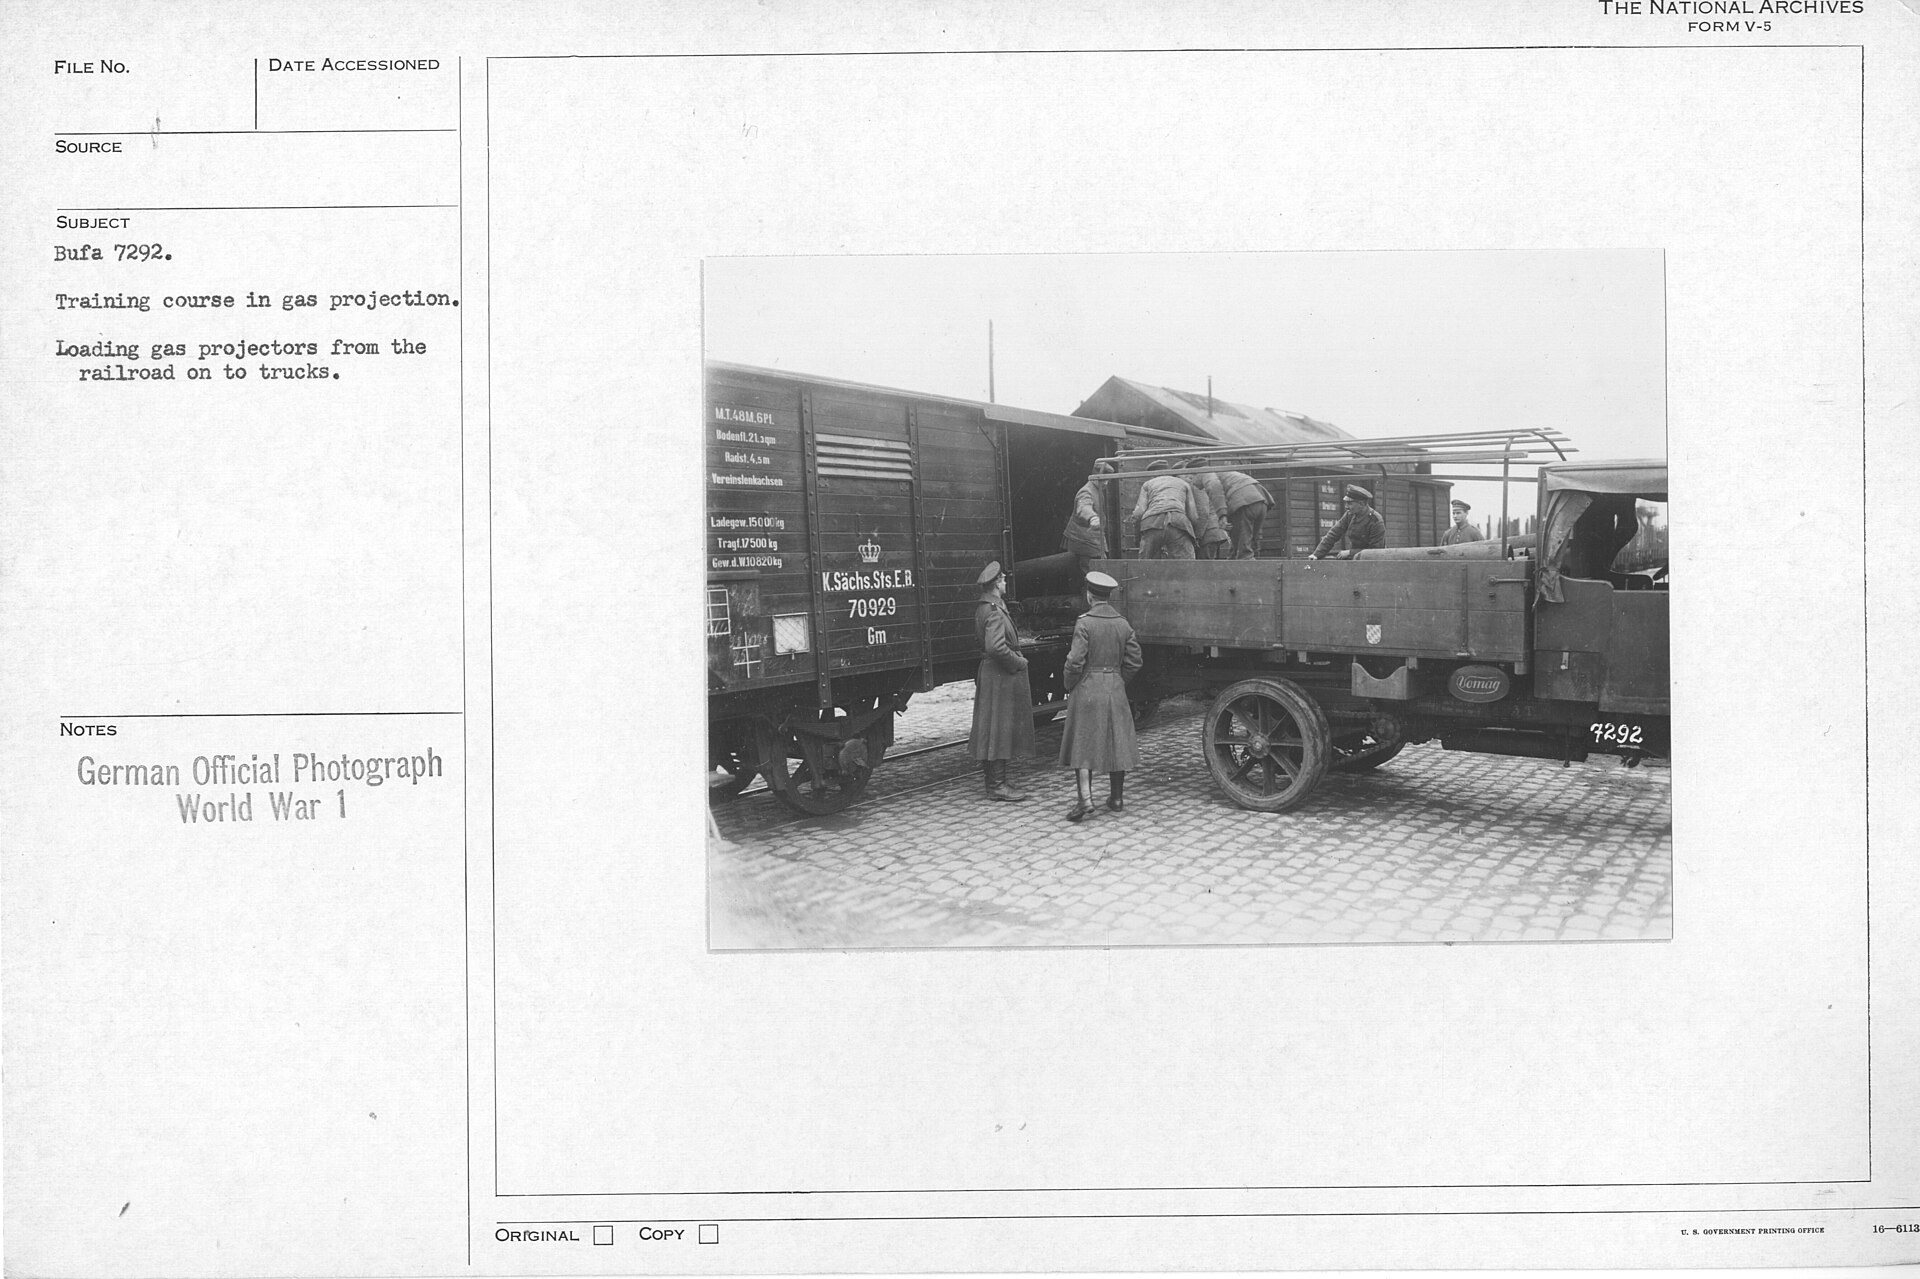 THE NATIONAL ARCHIVES
FORM V-5
FILE NO.
DATE ACCESSIONED
SOURCE
SUBJECT
Bufa 7292.
Training course in gas projection.
Loading gas projectors from the
railroad on to trucks.
NOTES
German Official Photograph
World War 1
M.T.48M.6Pl.
Bodenfl.21,3qm
Radst.4,5m
Vereinslenkachsen
Ladegew.15000kg
Tragf.17500 kg
Gew.d.W.10820kg
K.Sächs.Sts.E.B.
70929
Gm
Vomag
7292
ORIGINAL
COPY
U. S. GOVERNMENT PRINTING OFFICE
16—6113